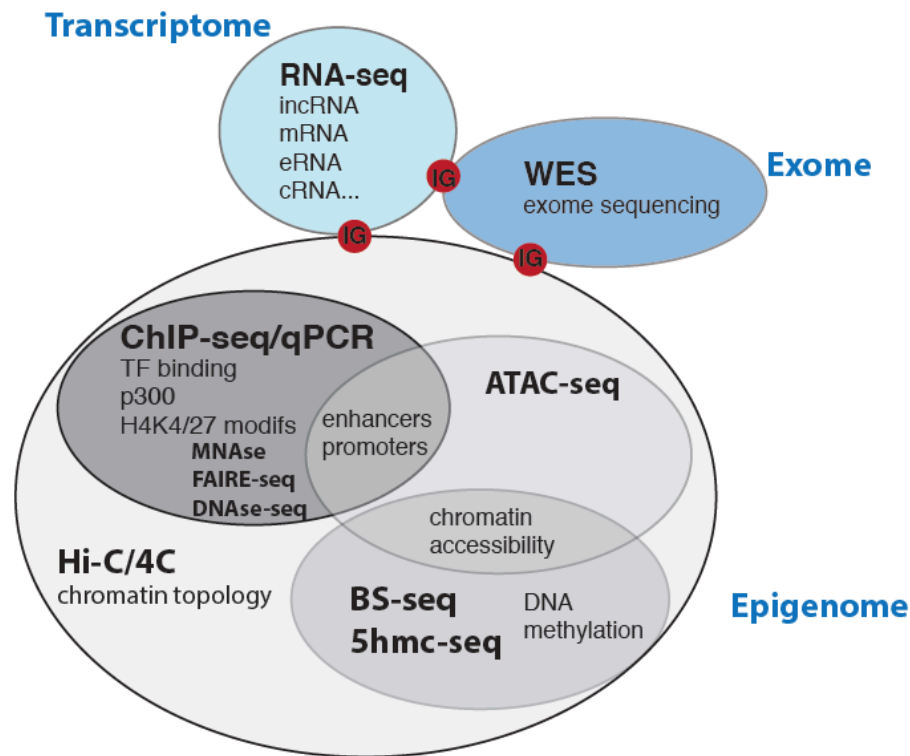 Transcriptome
RNA-seq
incRNA
mRNA
eRNA
cRNA...
IG
WES
exome sequencing
Exome
IG
IG
ChIP-seq/qPCR
TF binding
p300
H4K4/27 modifs
MNAse
FAIRE-seq
DNAse-seq
enhancers
promoters
ATAC-seq
chromatin
accessibility
Hi-C/4C
chromatin topology
BS-seq
5hmc-seq
DNA
methylation
Epigenome